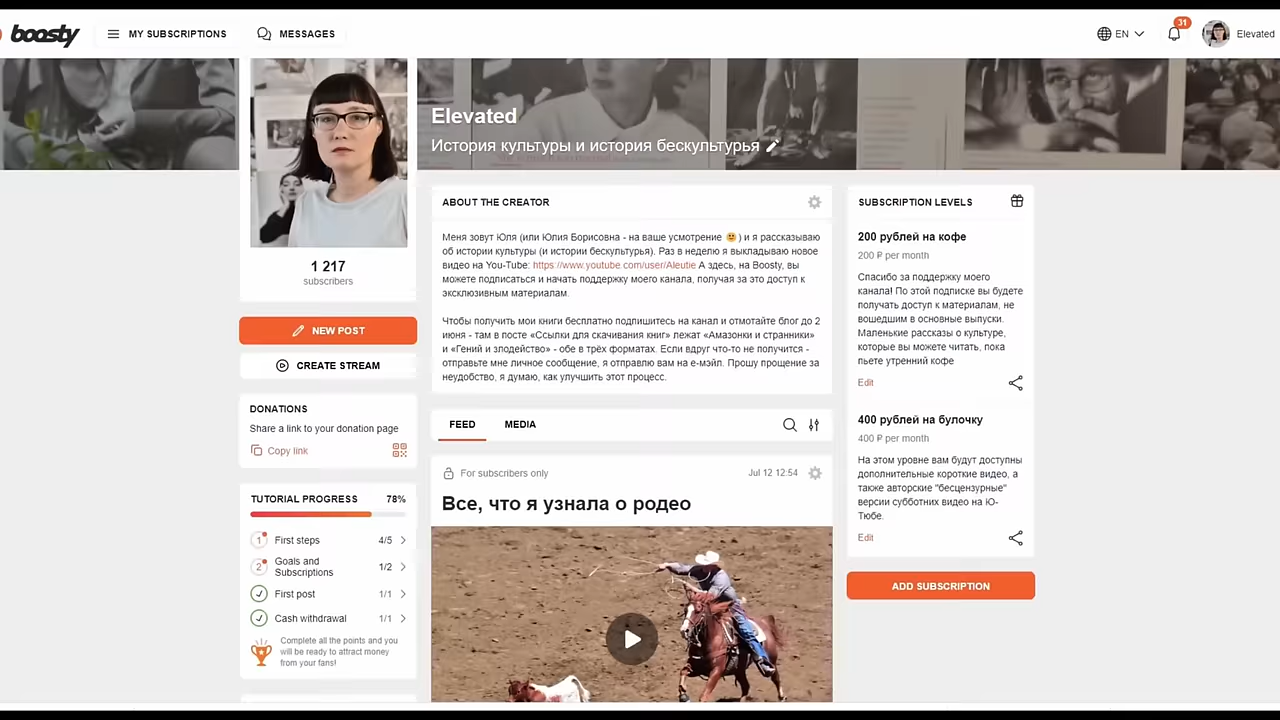 boosty
MY SUBSCRIPTIONS
MESSAGES
EN
31
Elevated
Elevated
История культуры и история бескультурья
1 217
subscribers
NEW POST
CREATE STREAM
DONATIONS
Share a link to your donation page
Copy link
TUTORIAL PROGRESS 78%
1 First steps 4/5
2 Goals and
Subscriptions 1/2
First post 1/1
Cash withdrawal 1/1
Complete all the points and you
will be ready to attract money
from your fans!
ABOUT THE CREATOR
Меня зовут Юля (или Юлия Борисовна - на ваше усмотрение 🙂) и я рассказываю
об истории культуры (и истории бескультурья). Раз в неделю я выкладываю новое
видео на You-Tube: https://www.youtube.com/user/Aleutie А здесь, на Boosty, вы
можете подписаться и начать поддержку моего канала, получая за это доступ к
эксклюзивным материалам.
Чтобы получить мои книги бесплатно подпишитесь на канал и отмотайте блог до 2
июня - там в посте «Ссылки для скачивания книг» лежат «Амазонки и странники»
и «Гений и злодейство» - обе в трёх форматах. Если вдруг что-то не получится -
отправьте мне личное сообщение, я отправлю вам на е-мэйл. Прошу прощение за
неудобство, я думаю, как улучшить этот процесс.
FEED
MEDIA
For subscribers only
Jul 12 12:54
Все, что я узнала о родео
SUBSCRIPTION LEVELS
200 рублей на кофе
200 ₽ per month
Спасибо за поддержку моего
канала! По этой подписке вы будете
получать доступ к материалам, не
вошедшим в основные выпуски.
Маленькие рассказы о культуре,
которые вы можете читать, пока
пьете утренний кофе
Edit
400 рублей на булочку
400 ₽ per month
На этом уровне вам будут доступны
дополнительные короткие видео, а
также авторские "бесцензурные"
версии субботних видео на Ю-
Тюбе.
Edit
ADD SUBSCRIPTION